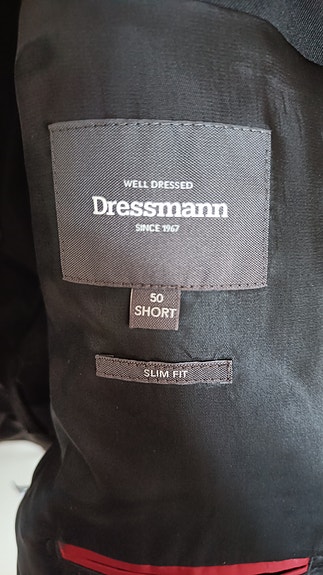 WELL DRESSED
Dressmann
SINCE 1967
50
SHORT
SLIM FIT